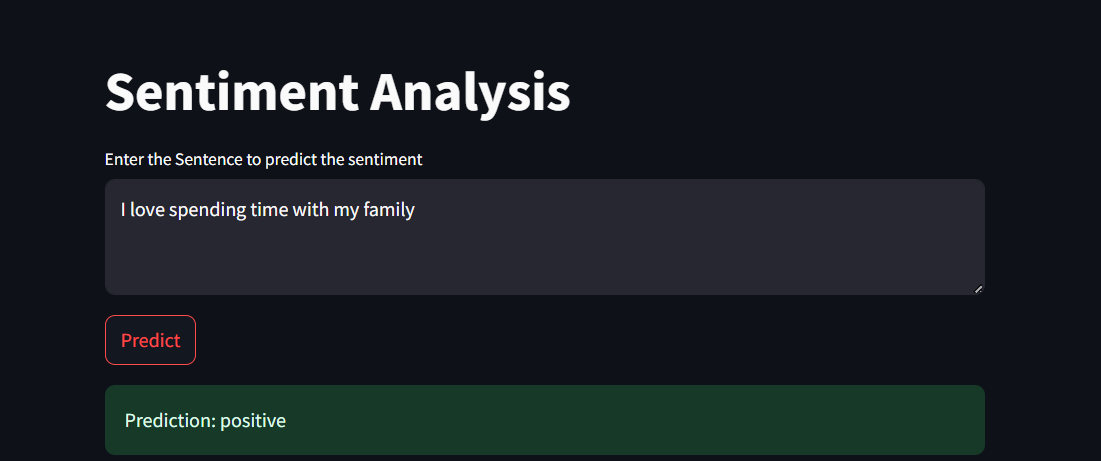 Sentiment Analysis
Enter the Sentence to predict the sentiment
I love spending time with my family
Predict
Prediction: positive